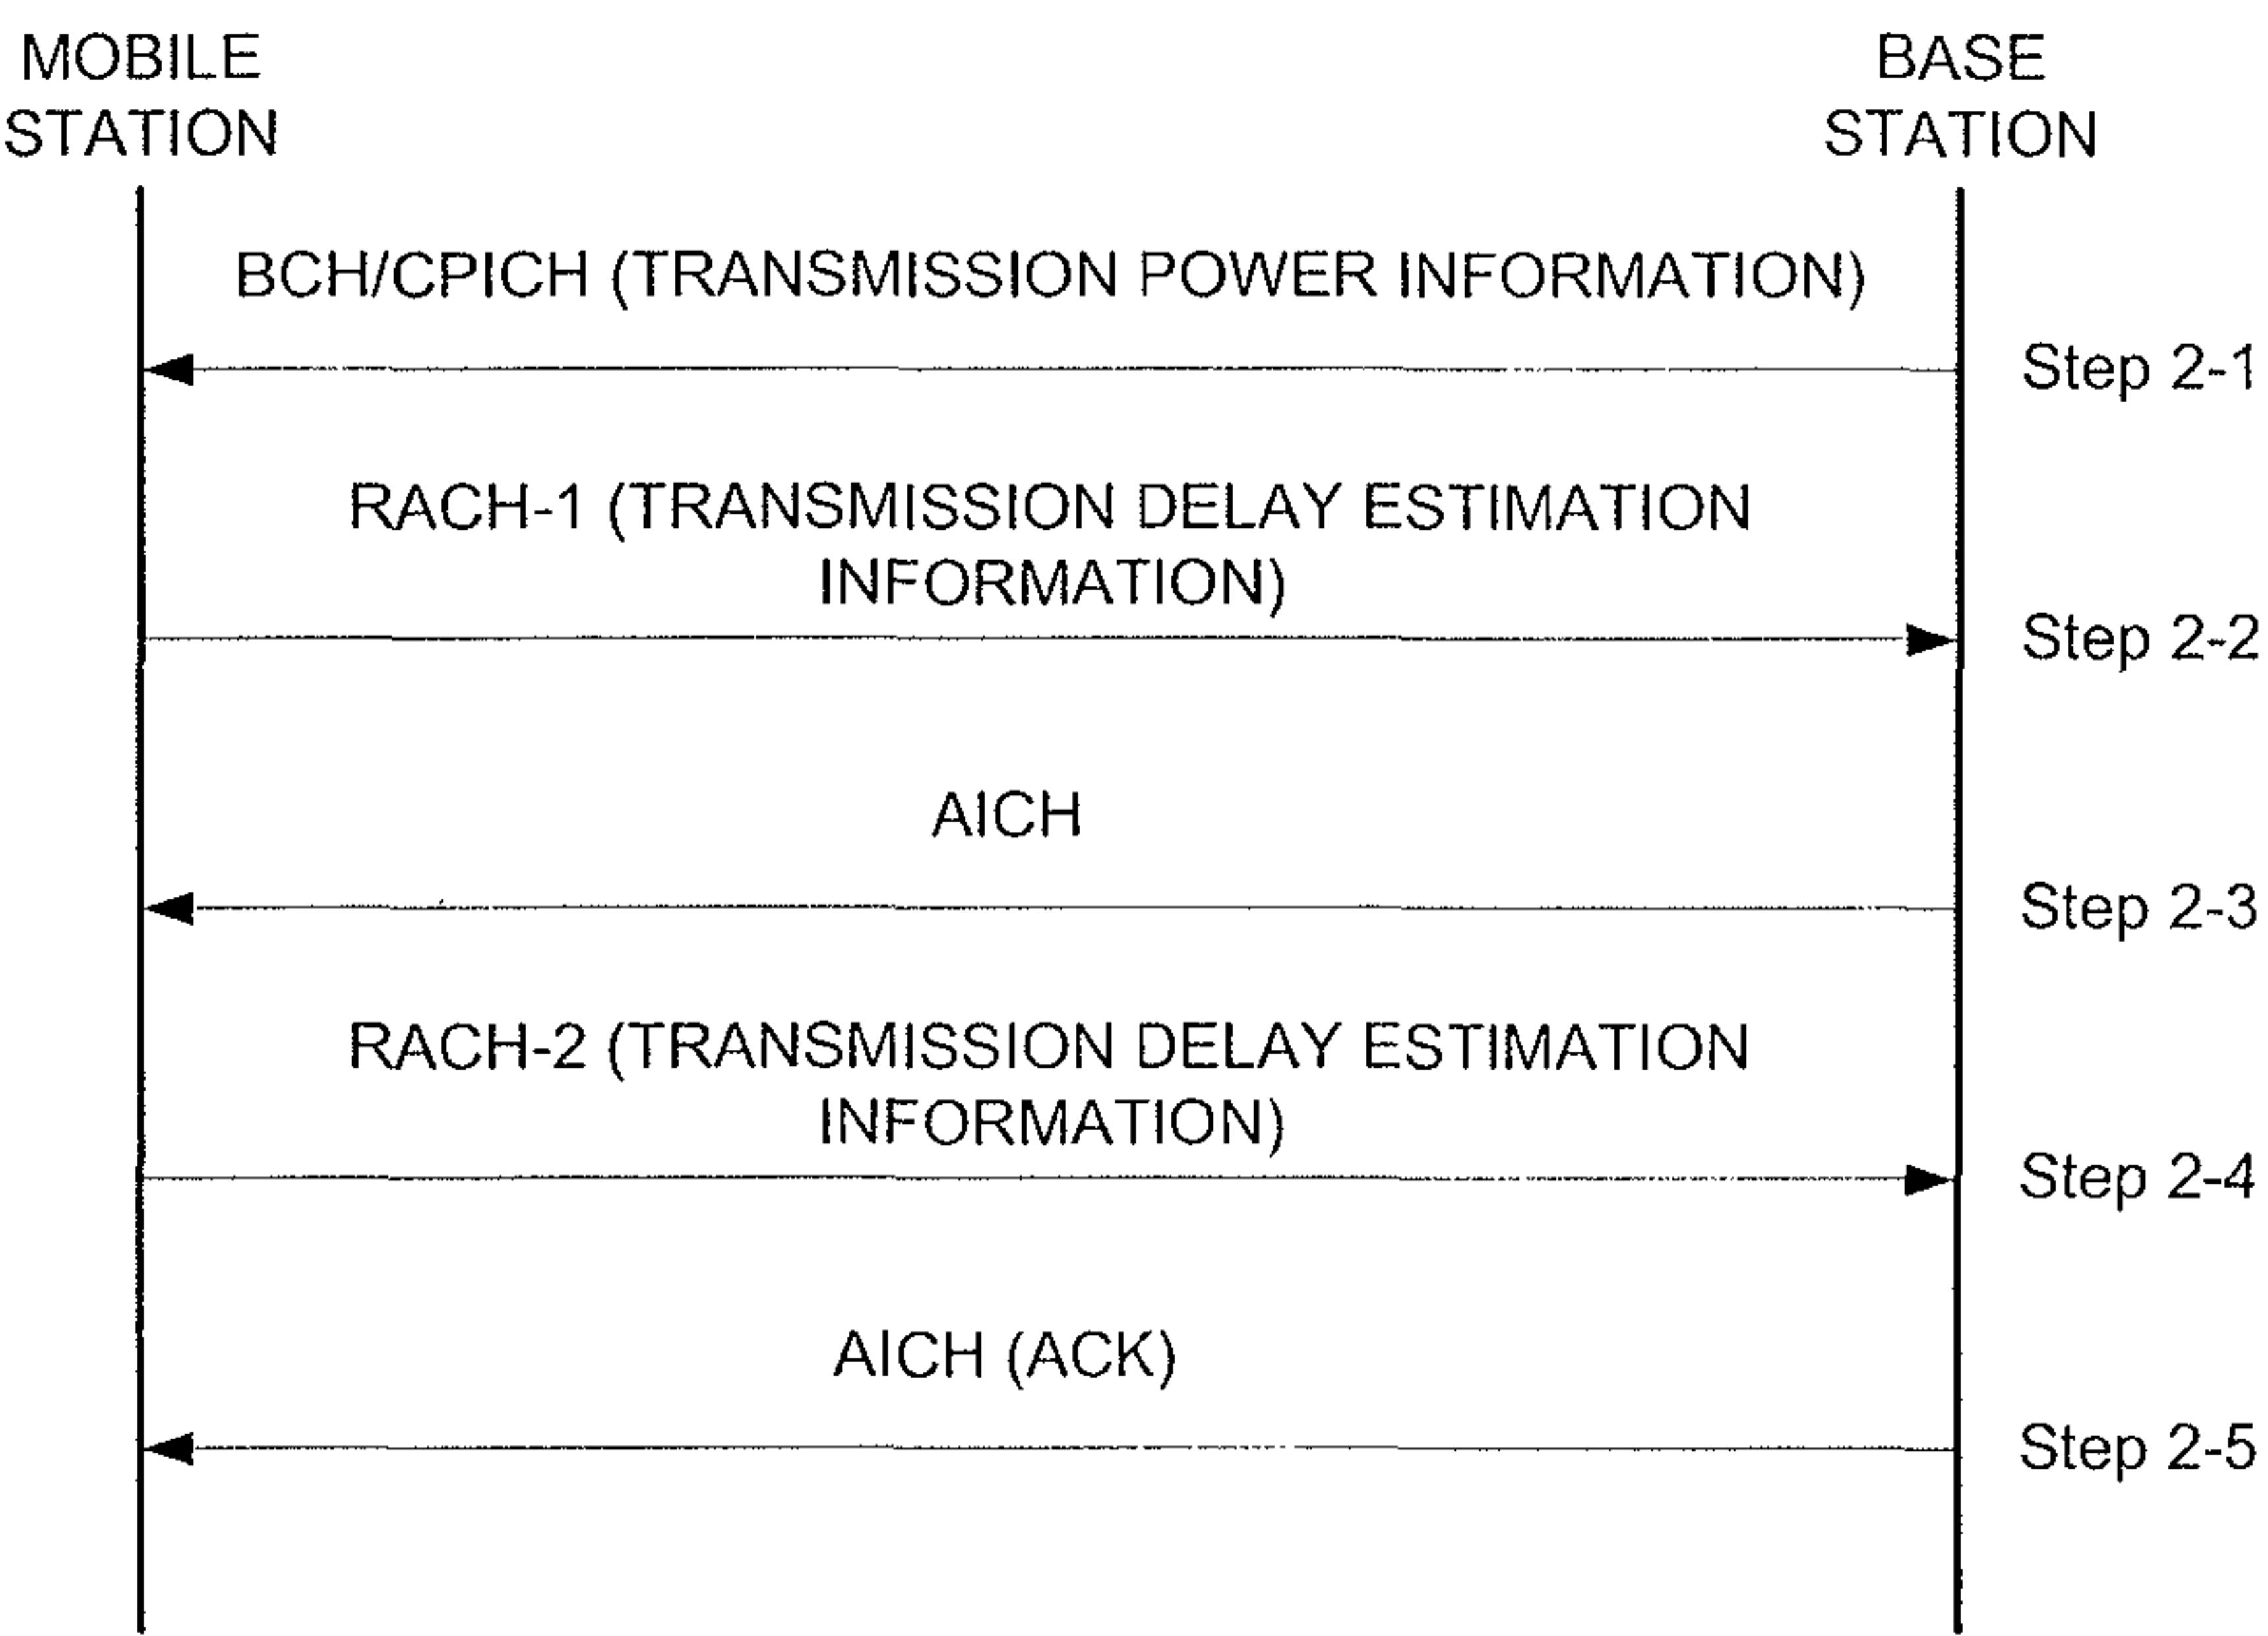 MOBILE
STATION
BASE
STATION
BCH/CPICH (TRANSMISSION POWER INFORMATION)
Step 2-1
RACH-1 (TRANSMISSION DELAY ESTIMATION
INFORMATION)
Step 2-2
AICH
Step 2-3
RACH-2 (TRANSMISSION DELAY ESTIMATION
INFORMATION)
Step 2-4
AICH (ACK)
Step 2-5